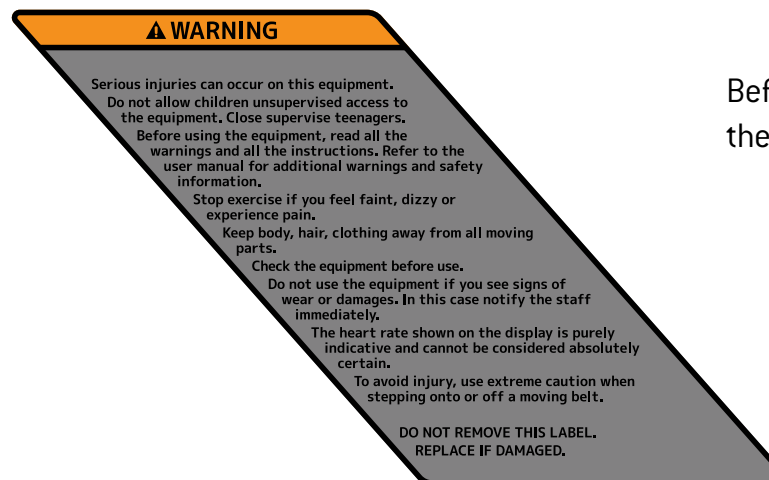 WARNING
Serious injuries can occur on this equipment.
Do not allow children unsupervised access to
the equipment. Close supervise teenagers.
Before using the equipment, read all the
warnings and all the instructions. Refer to the
user manual for additional warnings and safety
information.
Stop exercise if you feel faint, dizzy or
experience pain.
Keep body, hair, clothing away from all moving
parts.
Check the equipment before use.
Do not use the equipment if you see signs of
wear or damages. In this case notify the staff
immediately.
The heart rate shown on the display is purely
indicative and cannot be considered absolutely
certain.
To avoid injury, use extreme caution when
stepping onto or off a moving belt.
DO NOT REMOVE THIS LABEL.
REPLACE IF DAMAGED.
the